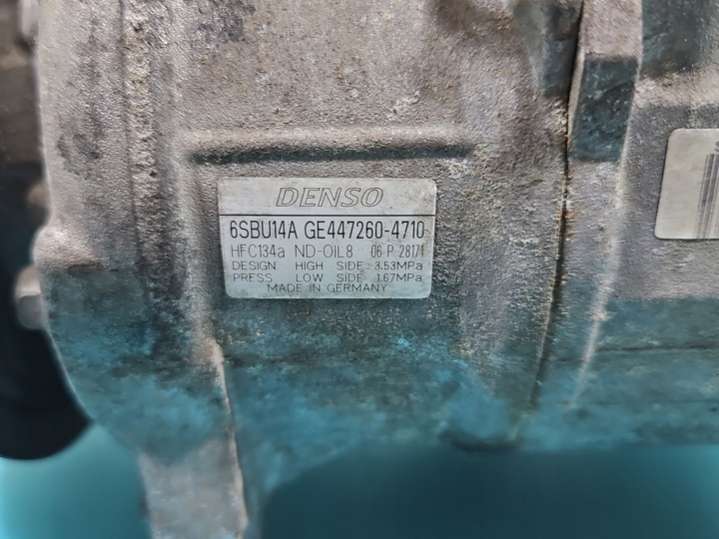 DENSO
6SBU14A GE447260-4710
HFC134a ND-OIL8 06 P 28174
DESIGN HIGH SIDE 3.53MPa
PRESS LOW SIDE 1.67MPa
MADE IN GERMANY